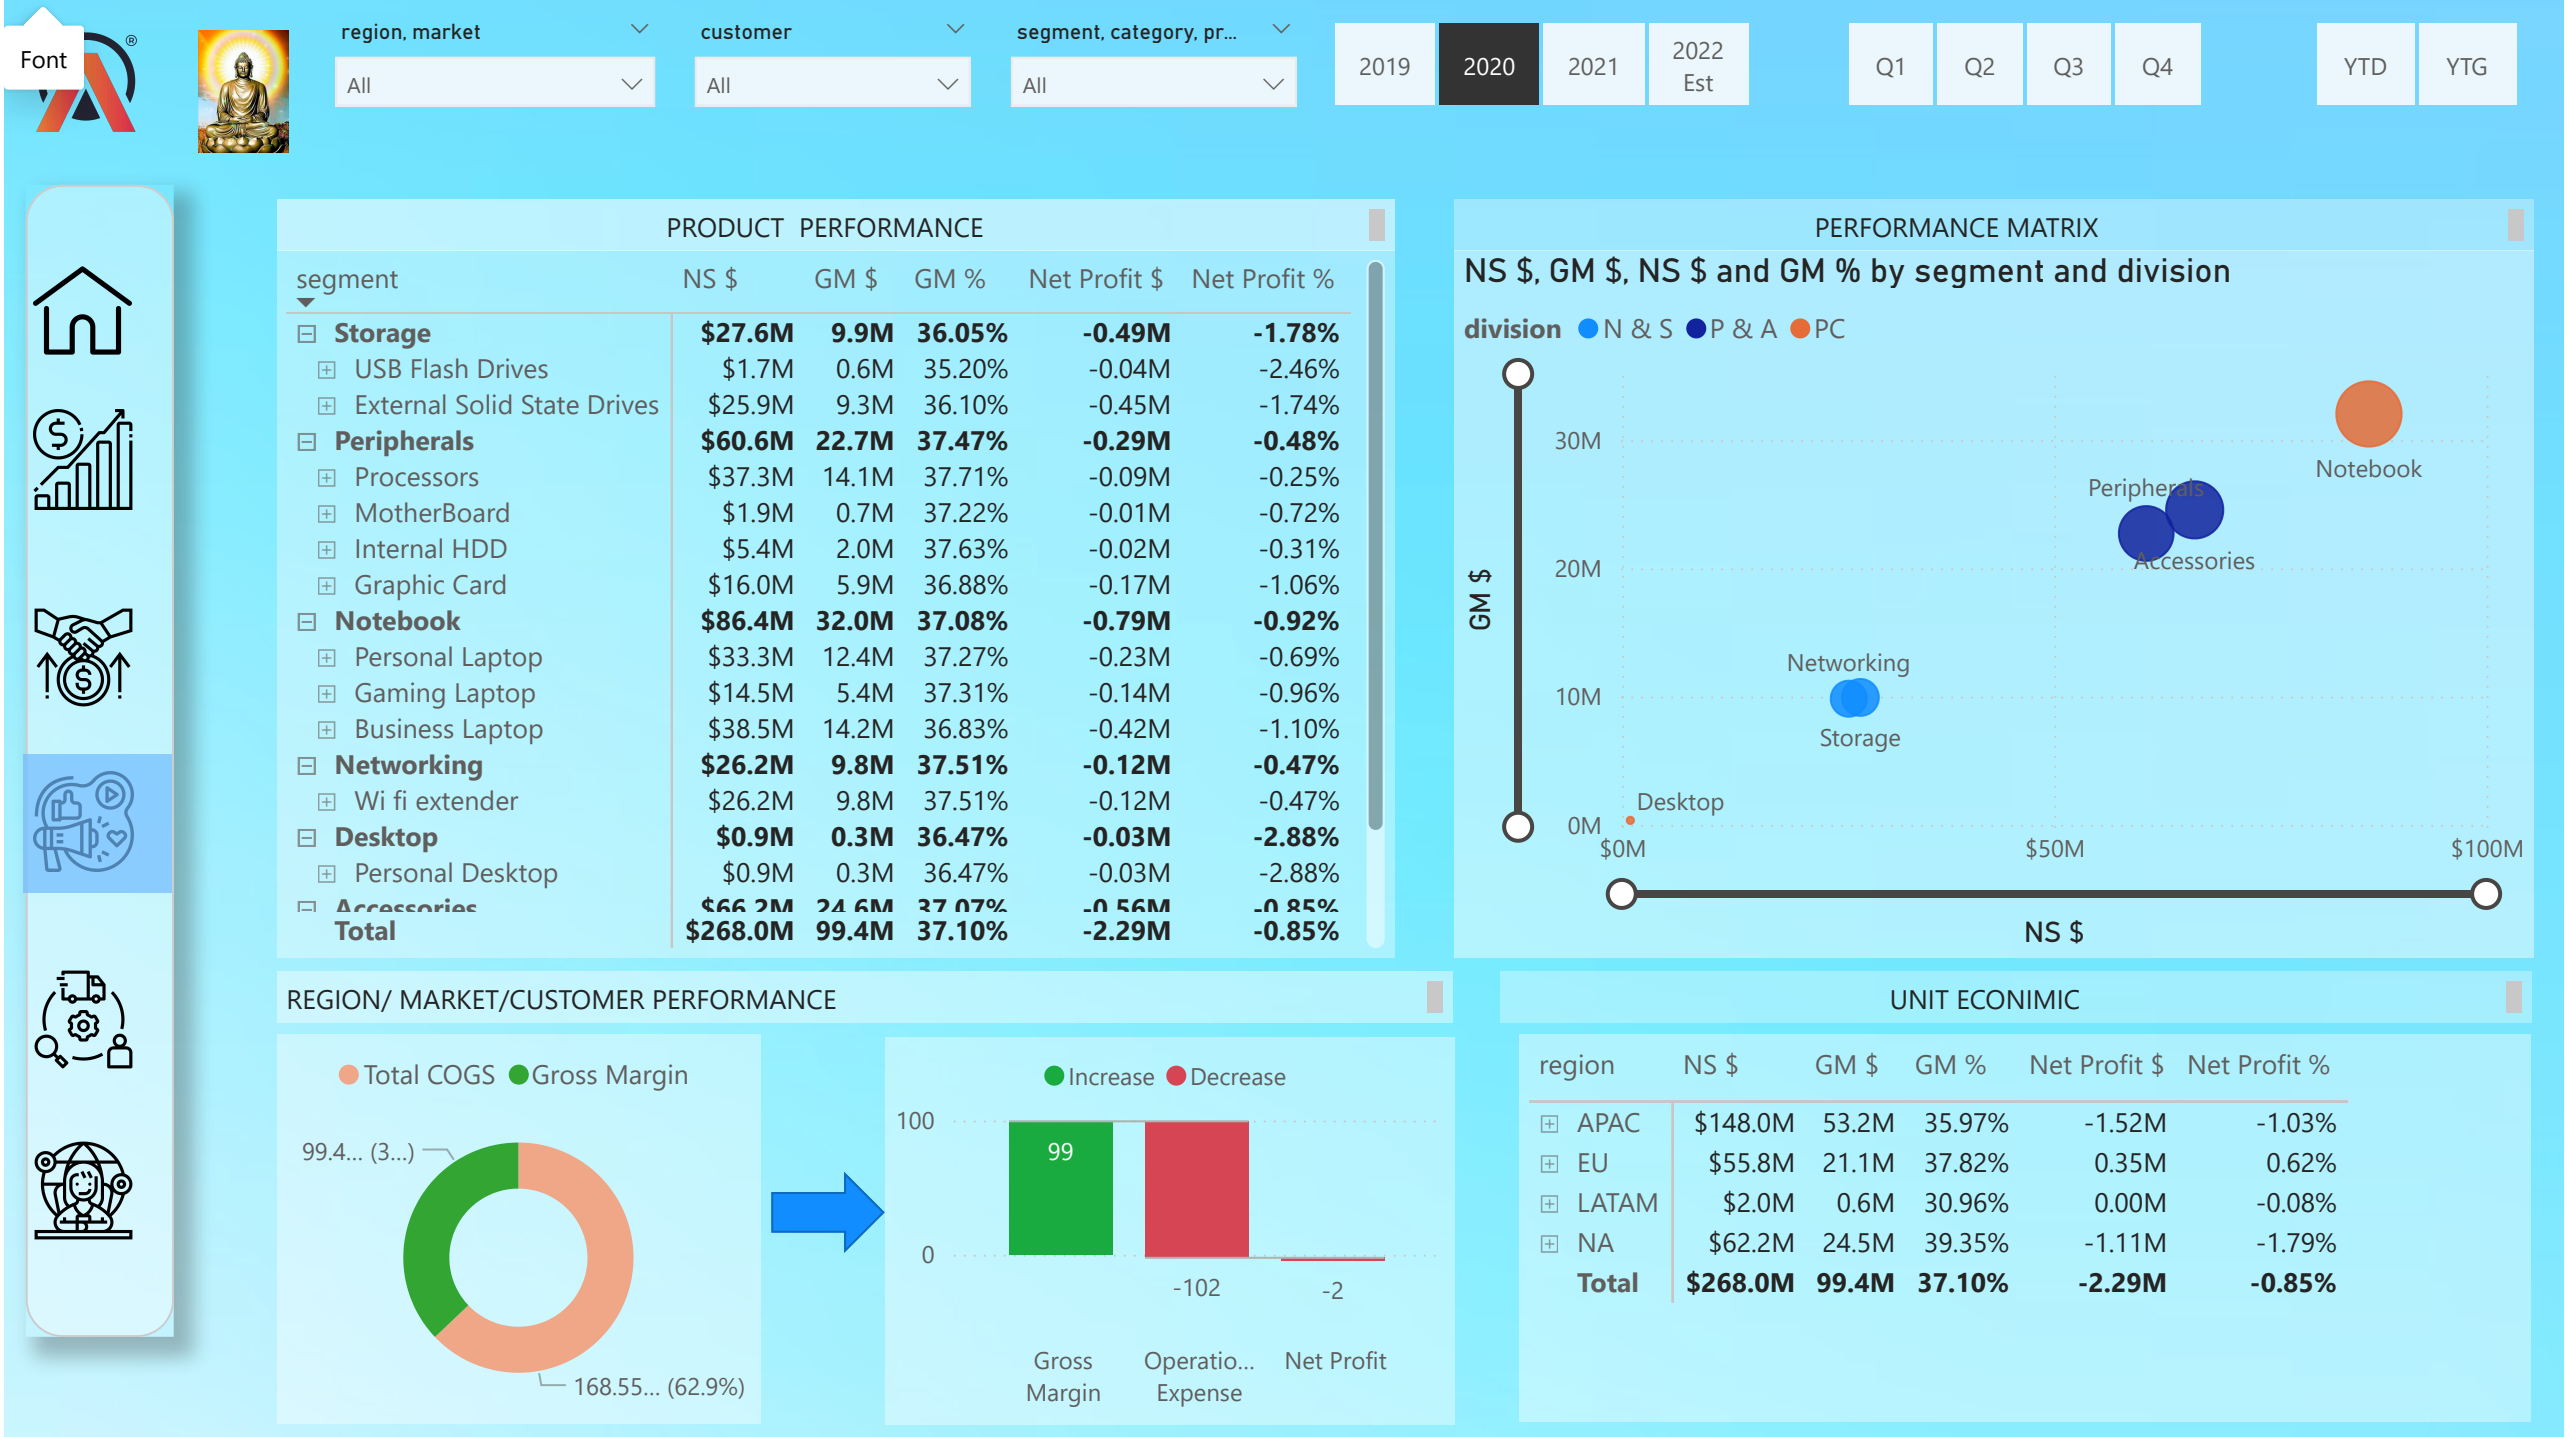 Font
®
region, market
customer
segment, category, pr...
All
All
All
2019
2020
2021
2022
Est
Q1
Q2
Q3
Q4
YTD
YTG
PRODUCT PERFORMANCE
segment NS $ GM $ GM % Net Profit $ Net Profit %
Storage $27.6M 9.9M 36.05% -0.49M -1.78%
USB Flash Drives $1.7M 0.6M 35.20% -0.04M -2.46%
External Solid State Drives $25.9M 9.3M 36.10% -0.45M -1.74%
Peripherals $60.6M 22.7M 37.47% -0.29M -0.48%
Processors $37.3M 14.1M 37.71% -0.09M -0.25%
MotherBoard $1.9M 0.7M 37.22% -0.01M -0.72%
Internal HDD $5.4M 2.0M 37.63% -0.02M -0.31%
Graphic Card $16.0M 5.9M 36.88% -0.17M -1.06%
Notebook $86.4M 32.0M 37.08% -0.79M -0.92%
Personal Laptop $33.3M 12.4M 37.27% -0.23M -0.69%
Gaming Laptop $14.5M 5.4M 37.31% -0.14M -0.96%
Business Laptop $38.5M 14.2M 36.83% -0.42M -1.10%
Networking $26.2M 9.8M 37.51% -0.12M -0.47%
Wi fi extender $26.2M 9.8M 37.51% -0.12M -0.47%
Desktop $0.9M 0.3M 36.47% -0.03M -2.88%
Personal Desktop $0.9M 0.3M 36.47% -0.03M -2.88%
Accessories $66.2M 24.6M 37.07% -0.56M -0.85%
Total $268.0M 99.4M 37.10% -2.29M -0.85%
PERFORMANCE MATRIX
NS $, GM $, NS $ and GM % by segment and division
division N & S P & A PC
30M
20M
10M
0M
GM $
Notebook
Peripherals
Accessories
Networking
Storage
Desktop
$0M
$50M
$100M
NS $
REGION/ MARKET/CUSTOMER PERFORMANCE
Total COGS Gross Margin
99.4... (3...)
168.55... (62.9%)
Increase Decrease
100
0
99
-102
-2
Gross
Margin
Operatio...
Expense
Net Profit
UNIT ECONIMIC
region NS $ GM $ GM % Net Profit $ Net Profit %
APAC $148.0M 53.2M 35.97% -1.52M -1.03%
EU $55.8M 21.1M 37.82% 0.35M 0.62%
LATAM $2.0M 0.6M 30.96% 0.00M -0.08%
NA $62.2M 24.5M 39.35% -1.11M -1.79%
Total $268.0M 99.4M 37.10% -2.29M -0.85%